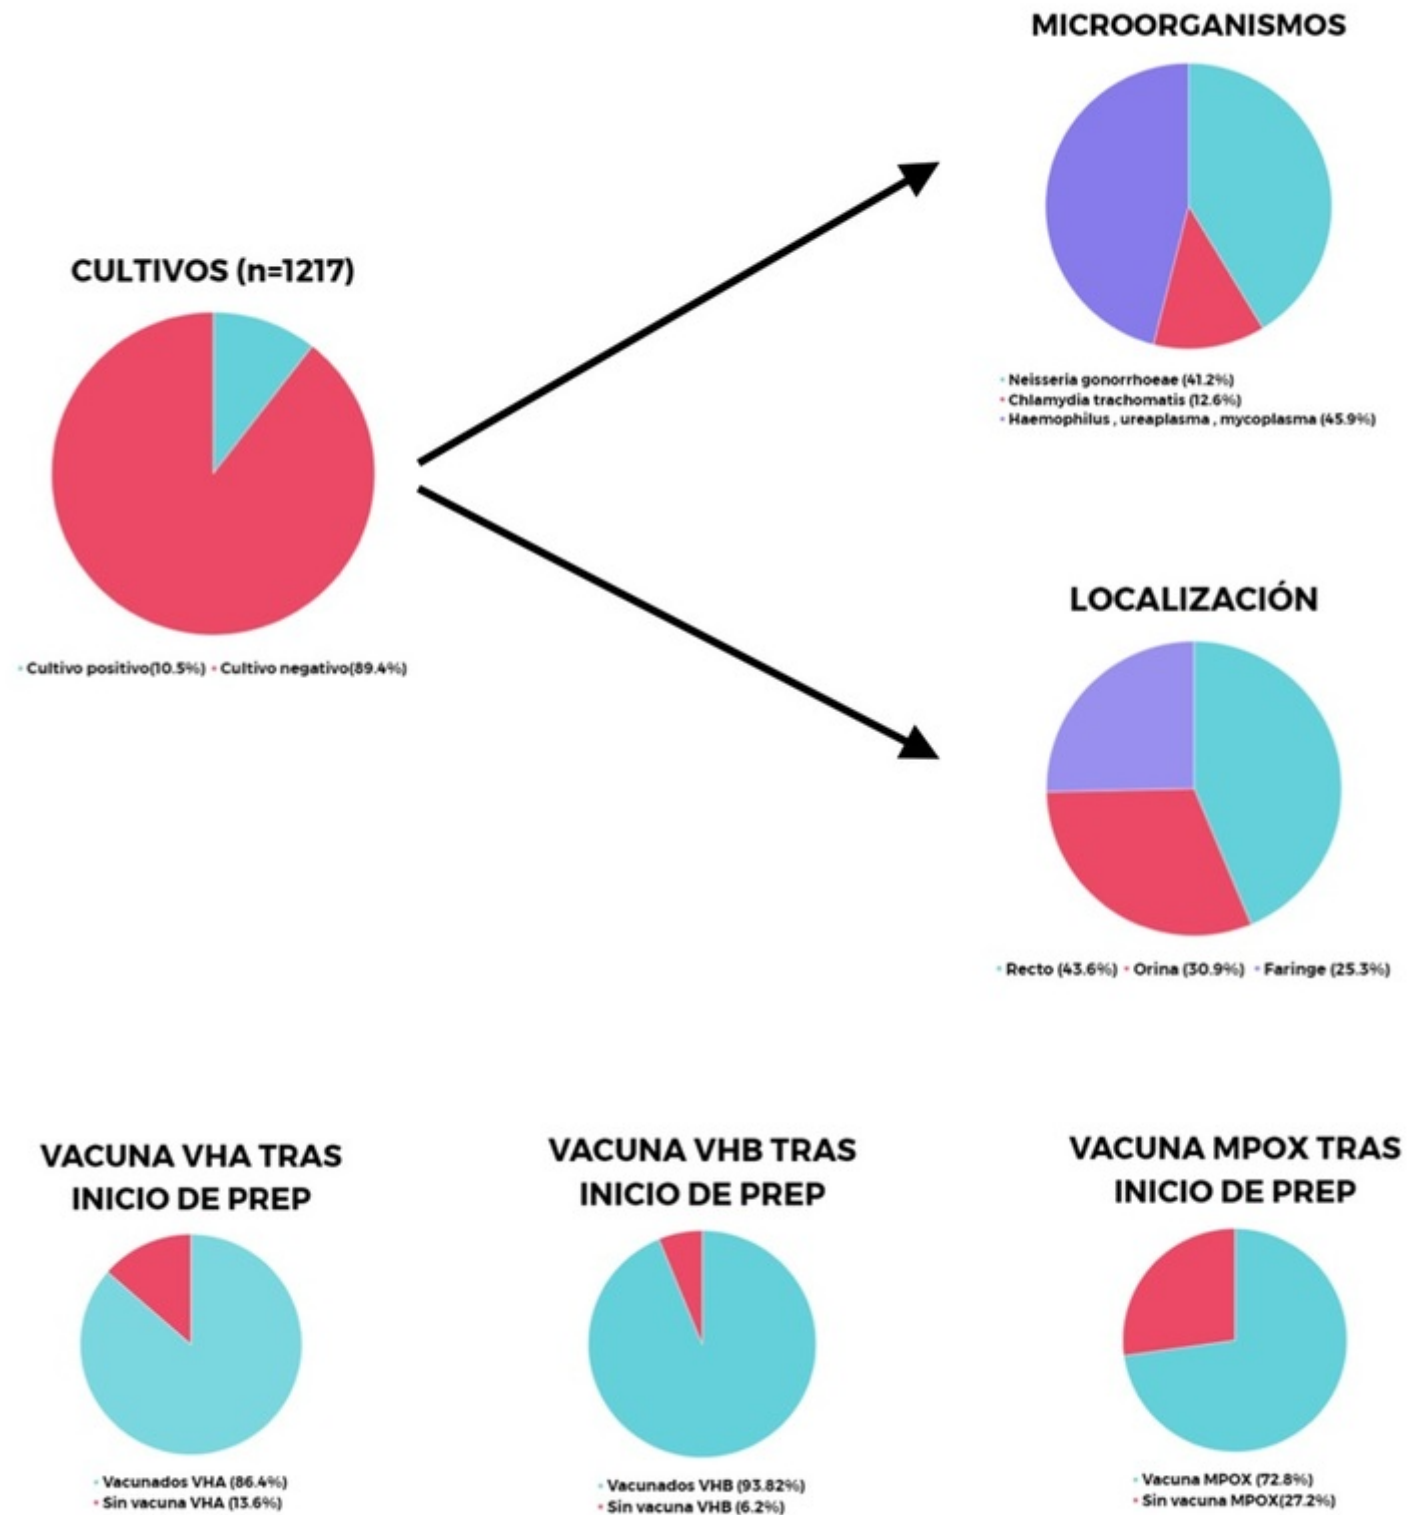 MICROORGANISMOS
Neisseria gonorrhoeae (41.2%)
Chlamydia trachomatis (12.6%)
Haemophilus , ureaplasma , mycoplasma (45.9%)
CULTIVOS (n=1217)
Cultivo positivo(10.5%) Cultivo negativo(89.4%)
LOCALIZACIÓN
Recto (43.6%) Orina (30.9%) Faringe (25.3%)
VACUNA VHA TRAS
INICIO DE PREP
Vacunados VHA (86.4%)
Sin vacuna VHA (13.6%)
VACUNA VHB TRAS
INICIO DE PREP
Vacunados VHB (93.82%)
Sin vacuna VHB (6.2%)
VACUNA MPOX TRAS
INICIO DE PREP
Vacuna MPOX (72.8%)
Sin vacuna MPOX(27.2%)